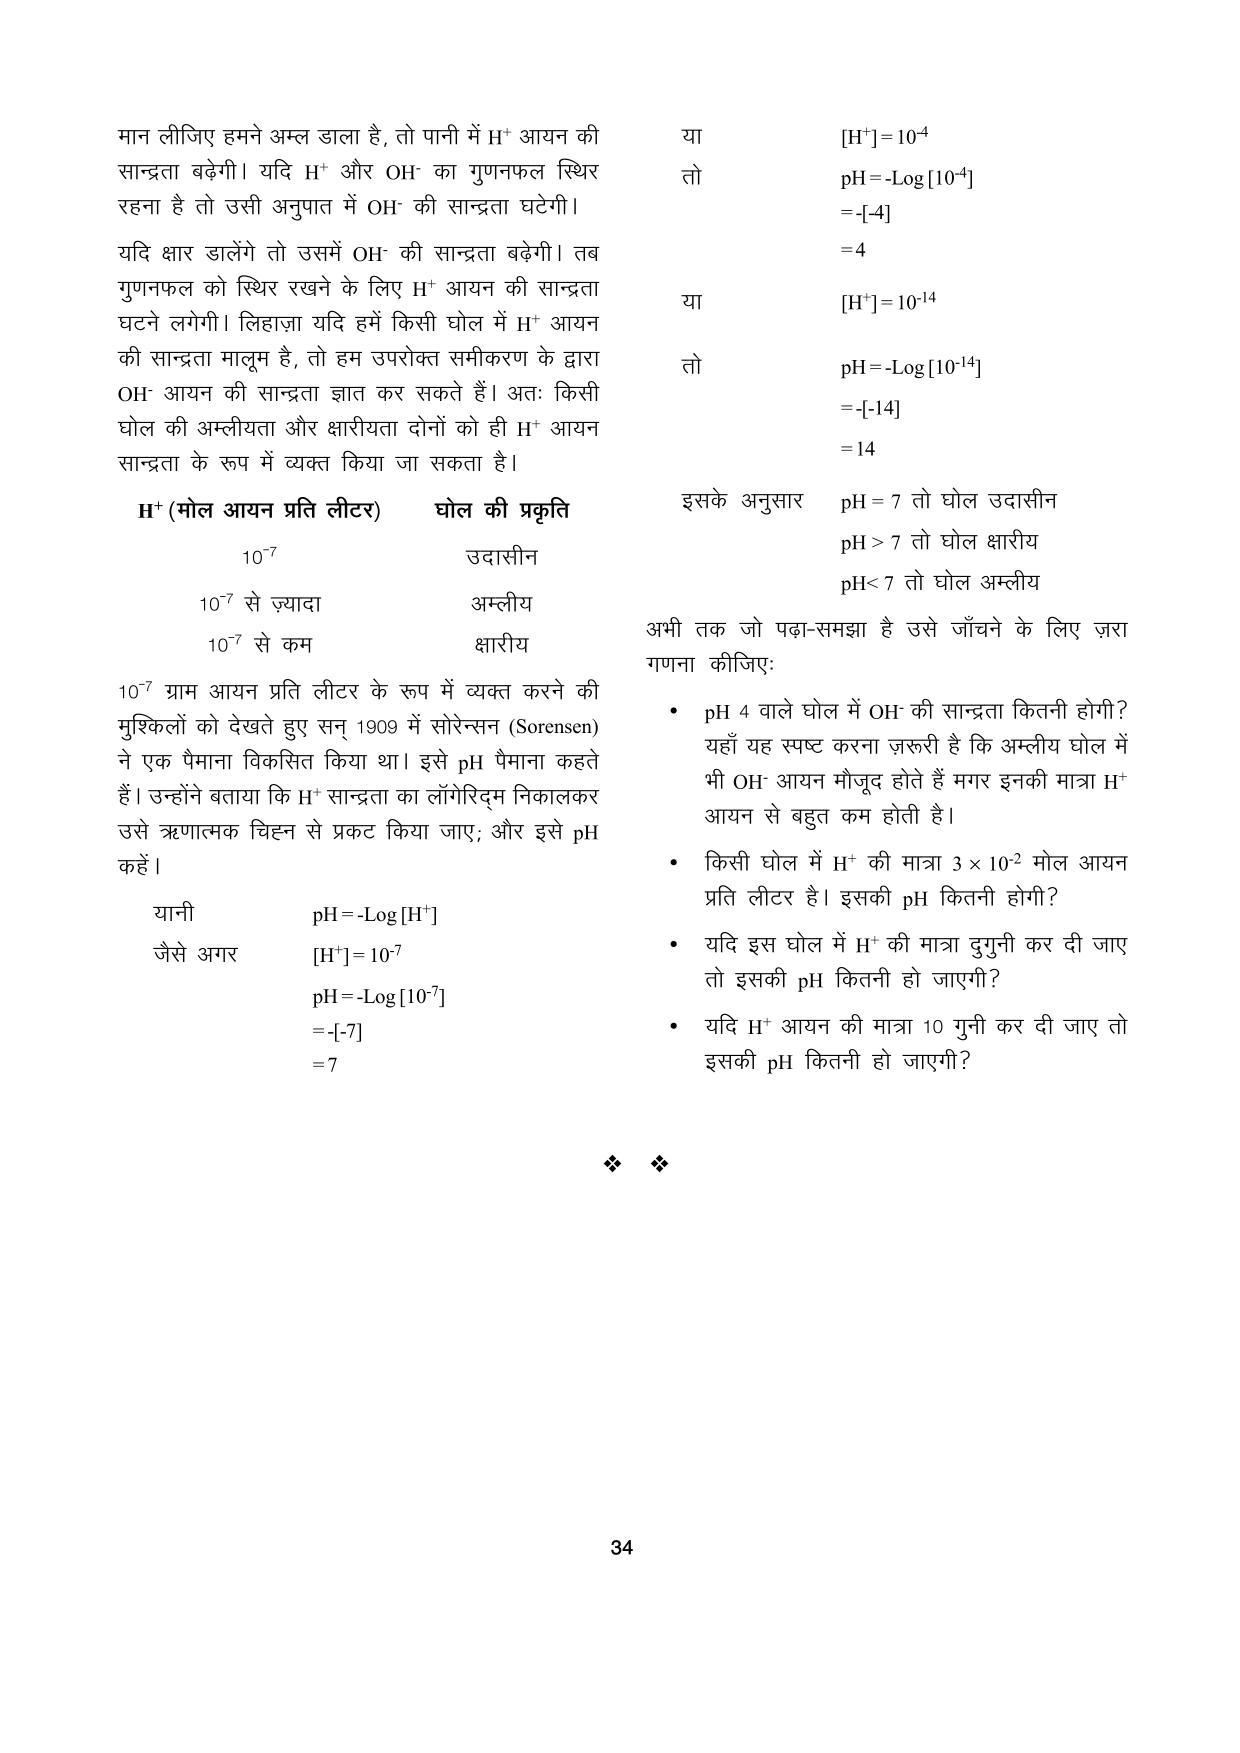 मान लीजिए हमने अम्ल डाला है, तो पानी में H⁺ आयन की
सान्द्रता बढ़ेगी। यदि H⁺ और OH⁻ का गुणनफल स्थिर
रहना है तो उसी अनुपात में OH⁻ की सान्द्रता घटेगी।
यदि क्षार डालेंगे तो उसमें OH⁻ की सान्द्रता बढ़ेगी। तब
गुणनफल को स्थिर रखने के लिए H⁺ आयन की सान्द्रता
घटने लगेगी। लिहाज़ा यदि हमें किसी घोल में H⁺ आयन
की सान्द्रता मालूम है, तो हम उपरोक्त समीकरण के द्वारा
OH⁻ आयन की सान्द्रता ज्ञात कर सकते हैं। अतः किसी
घोल की अम्लीयता और क्षारीयता दोनों को ही H⁺ आयन
सान्द्रता के रूप में व्यक्त किया जा सकता है।
H⁺ (मोल आयन प्रति लीटर) घोल की प्रकृति
10⁻⁷ उदासीन
10⁻⁷ से ज़्यादा अम्लीय
10⁻⁷ से कम क्षारीय
10⁻⁷ ग्राम आयन प्रति लीटर के रूप में व्यक्त करने की
मुश्किलों को देखते हुए सन् 1909 में सोरेन्सन (Sorensen)
ने एक पैमाना विकसित किया था। इसे pH पैमाना कहते
हैं। उन्होंने बताया कि H⁺ सान्द्रता का लॉगेरिद्म निकालकर
उसे ऋणात्मक चिह्न से प्रकट किया जाए; और इसे pH
कहें।
यानी pH = -Log [H⁺]
जैसे अगर [H⁺] = 10⁻⁷
pH = -Log [10⁻⁷]
= -[-7]
= 7
या [H⁺] = 10⁻⁴
तो pH = -Log [10⁻⁴]
= -[-4]
= 4
या [H⁺] = 10⁻¹⁴
तो pH = -Log [10⁻¹⁴]
= -[-14]
= 14
इसके अनुसार pH = 7 तो घोल उदासीन
pH > 7 तो घोल क्षारीय
pH< 7 तो घोल अम्लीय
अभी तक जो पढ़ा-समझा है उसे जाँचने के लिए ज़रा
गणना कीजिए:
• pH 4 वाले घोल में OH⁻ की सान्द्रता कितनी होगी?
यहाँ यह स्पष्ट करना ज़रूरी है कि अम्लीय घोल में
भी OH⁻ आयन मौजूद होते हैं मगर इनकी मात्रा H⁺
आयन से बहुत कम होती है।
• किसी घोल में H⁺ की मात्रा 3 × 10⁻² मोल आयन
प्रति लीटर है। इसकी pH कितनी होगी?
• यदि इस घोल में H⁺ की मात्रा दुगुनी कर दी जाए
तो इसकी pH कितनी हो जाएगी?
• यदि H⁺ आयन की मात्रा 10 गुनी कर दी जाए तो
इसकी pH कितनी हो जाएगी?
❖ ❖
34